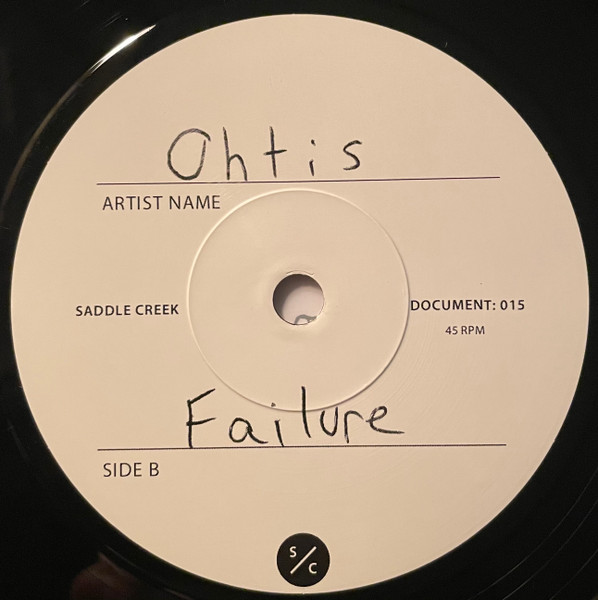 Ohtis
ARTIST NAME
SADDLE CREEK
DOCUMENT: 015
45 RPM
Failure
SIDE B
S/C